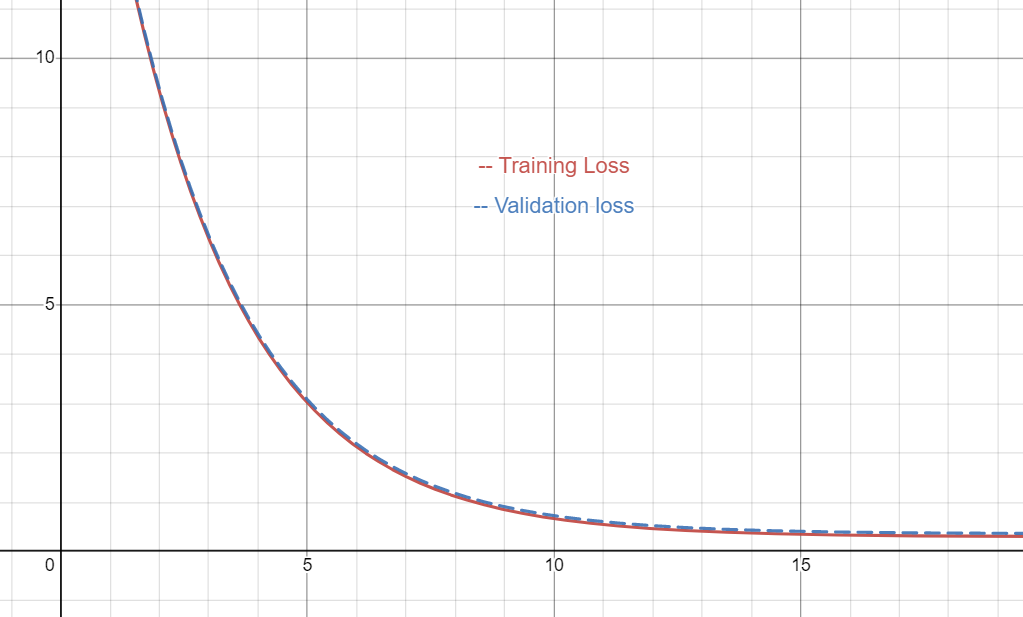 10
-- Training Loss
-- Validation loss
5
0 5 10 15